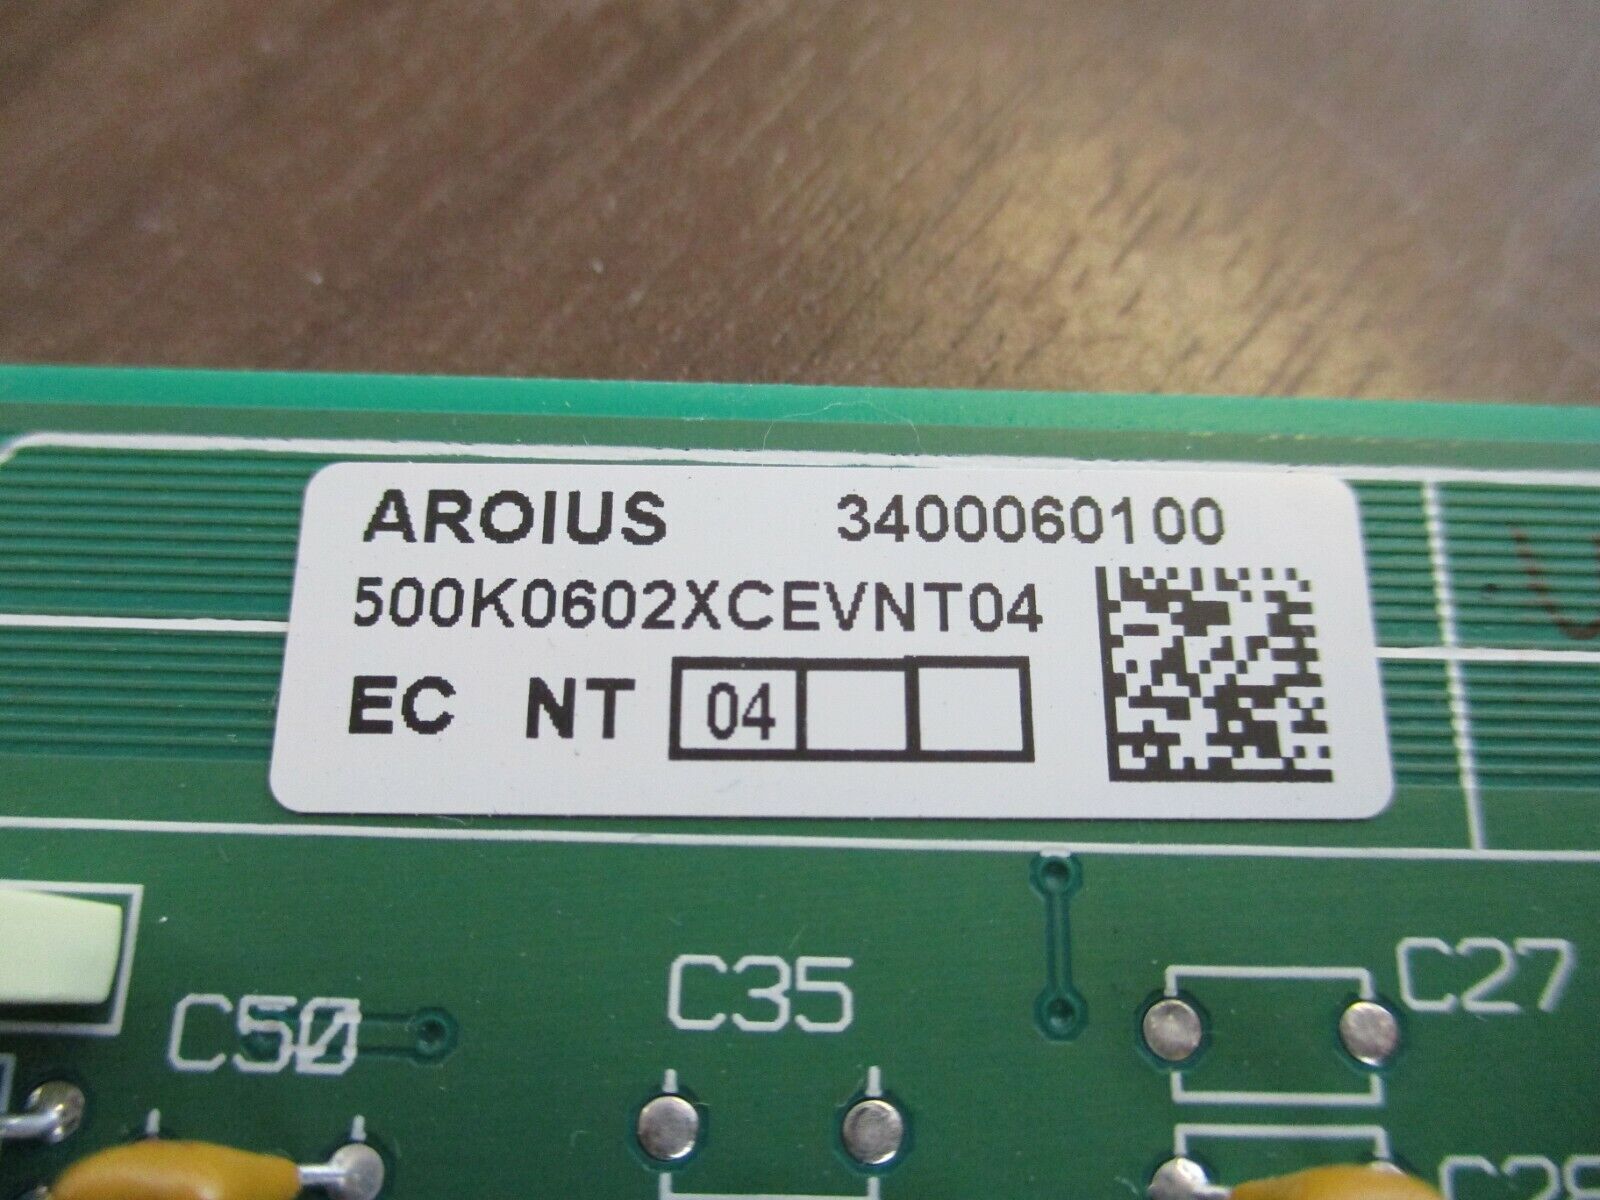 AROIUS 3400060100
500K0602XCEVNT04
EC NT 04
C27
C35
C50